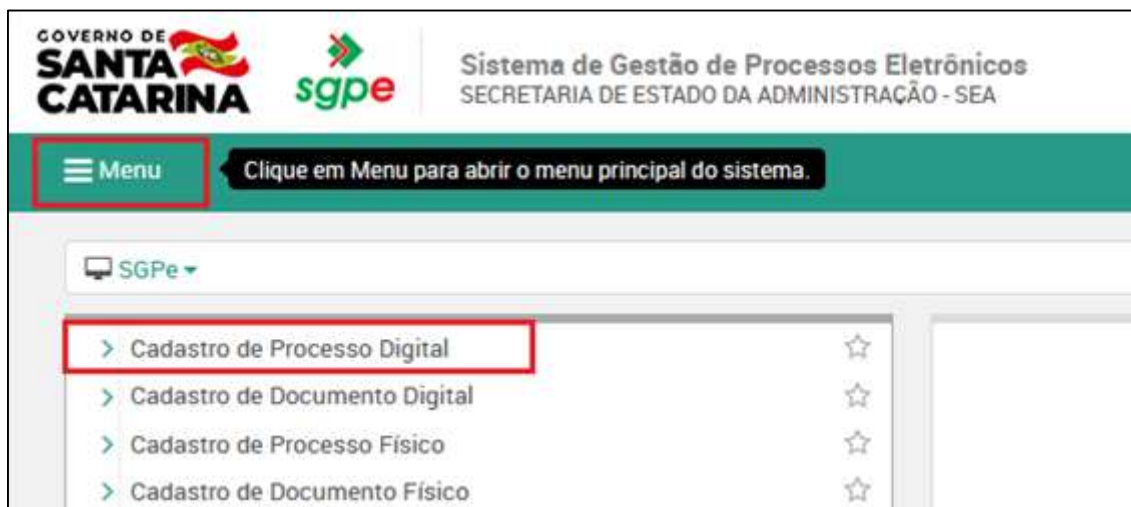 GOVERNO DE
SANTA
CATARINA
sgpe
Sistema de Gestão de Processos Eletrônicos
SECRETARIA DE ESTADO DA ADMINISTRAÇÃO - SEA
Menu
Clique em Menu para abrir o menu principal do sistema.
SGPe
Cadastro de Processo Digital
Cadastro de Documento Digital
Cadastro de Processo Físico
Cadastro de Documento Físico